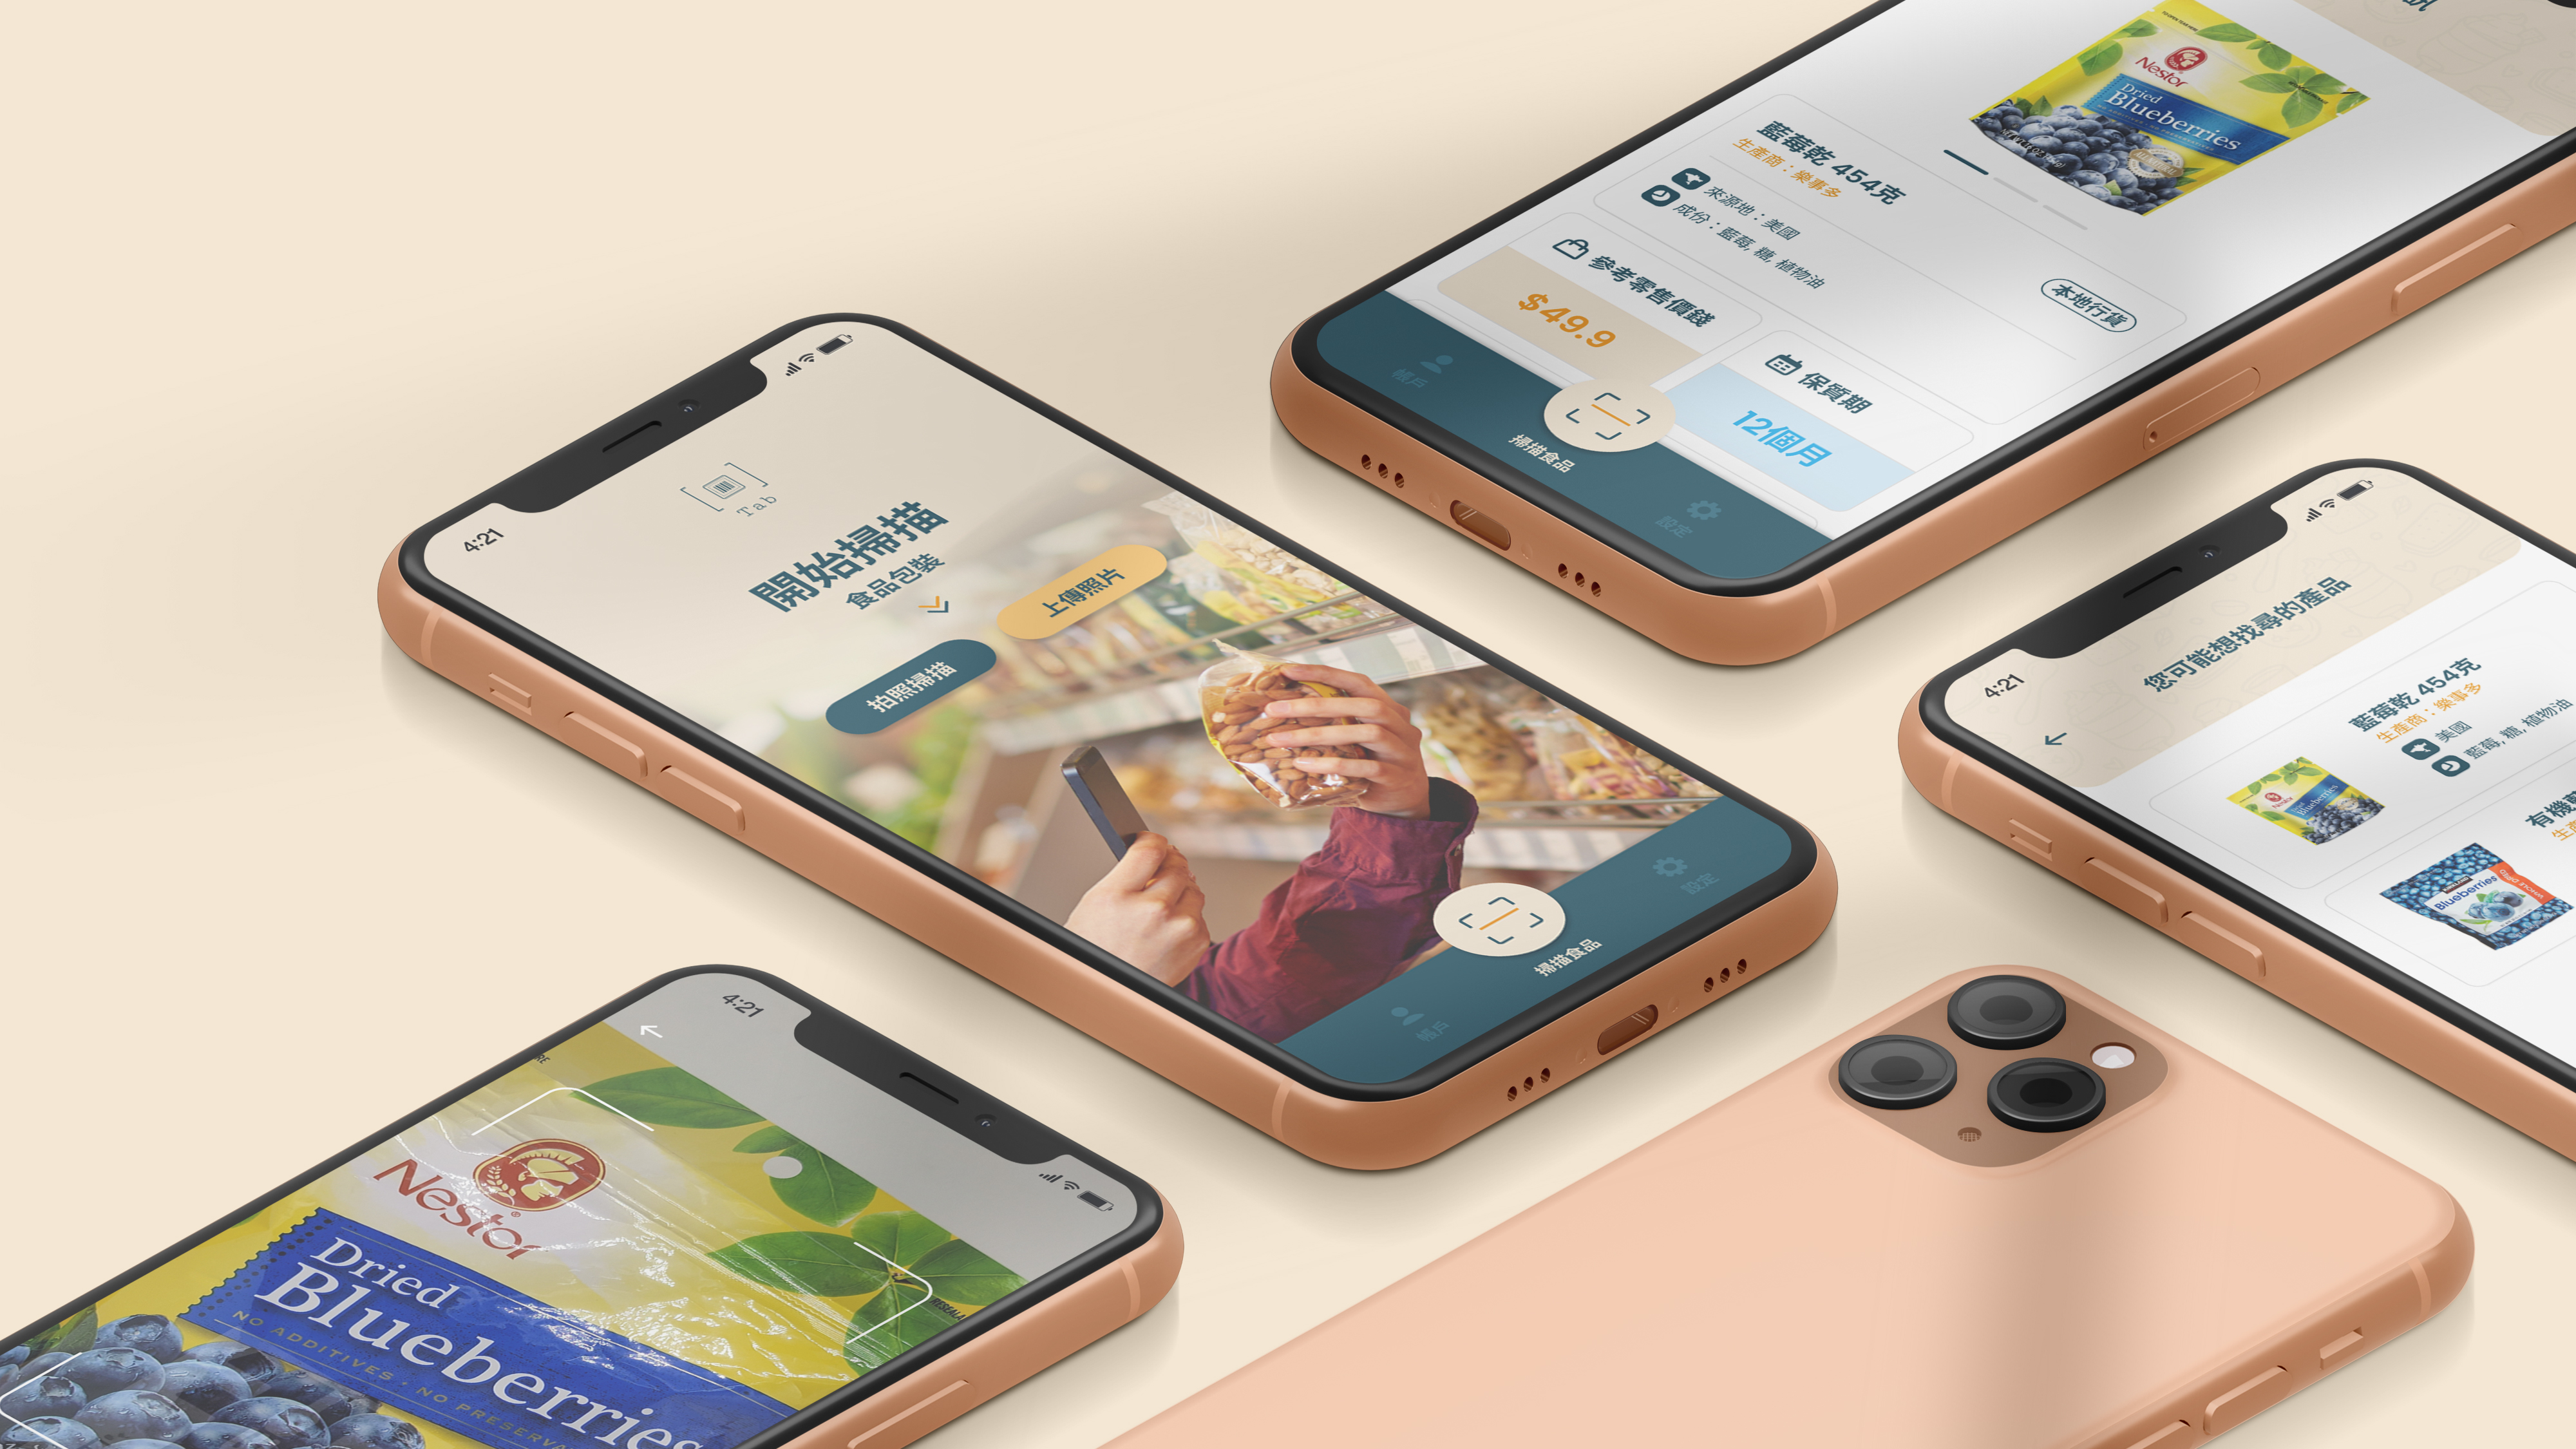 4:21
Tab
開始掃描
食品包裝
上傳照片
拍照掃描
帳戶
掃描食品
設定
Nestor
Dried
Blueberries
藍莓乾 454克
生產商：樂事多
來源地：美國
成份：藍莓, 糖, 植物油
本地行貨
參考零售價錢
$49.9
保質期
12個月
帳戶
掃描食品
設定
4:21
您可能想找尋的產品
藍莓乾 454克
生產商：樂事多
美國
藍莓, 糖, 植物油
Nestor
Dried
Blueberries
有機
Blueberries
4:21
Nestor
Dried
Blueberries
NO ADDITIVES • NO PRESERVA